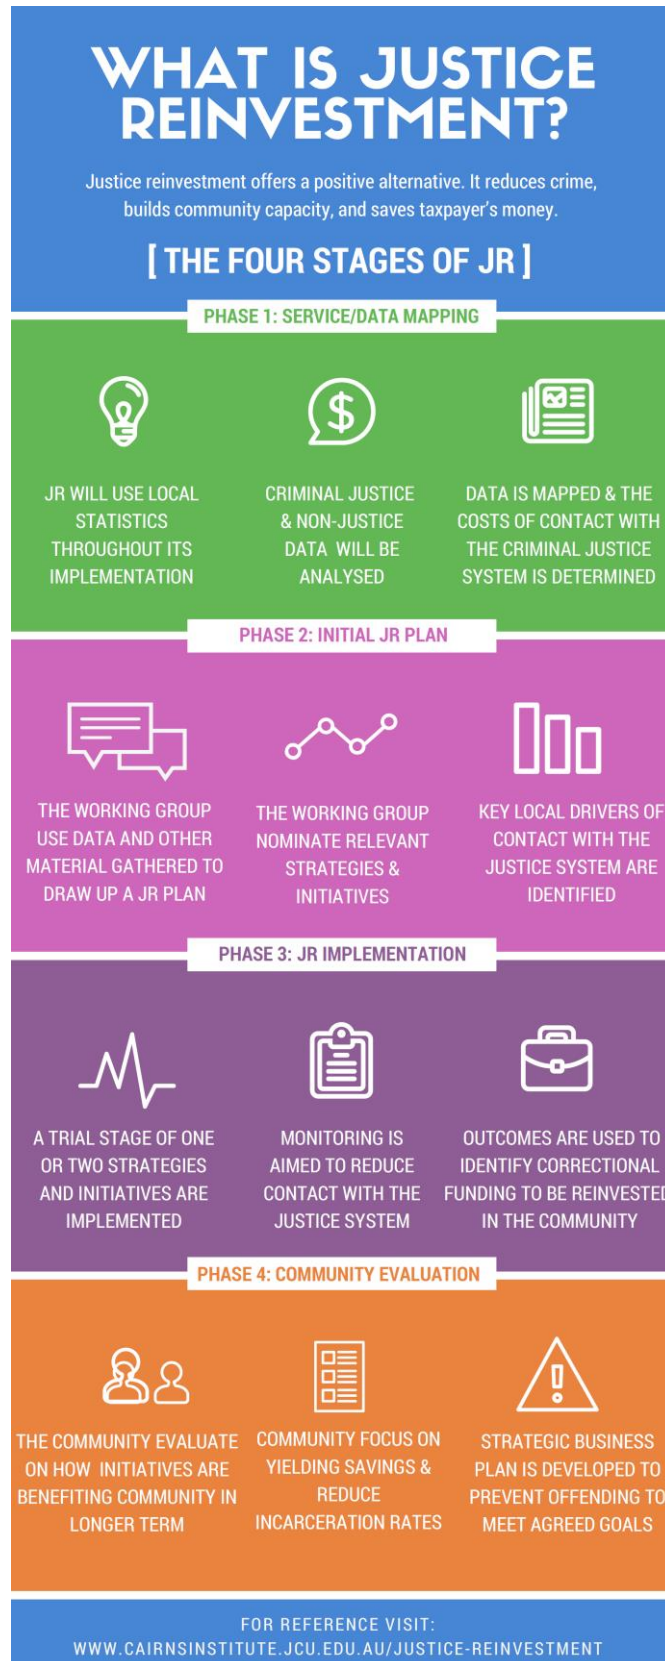 WHAT IS JUSTICE
REINVESTMENT?
Justice reinvestment offers a positive alternative. It reduces crime,
builds community capacity, and saves taxpayer's money.
[ THE FOUR STAGES OF JR ]
PHASE 1: SERVICE/DATA MAPPING
JR WILL USE LOCAL
STATISTICS
THROUGHOUT ITS
IMPLEMENTATION
CRIMINAL JUSTICE
& NON-JUSTICE
DATA WILL BE
ANALYSED
DATA IS MAPPED & THE
COSTS OF CONTACT WITH
THE CRIMINAL JUSTICE
SYSTEM IS DETERMINED
PHASE 2: INITIAL JR PLAN
THE WORKING GROUP
USE DATA AND OTHER
MATERIAL GATHERED TO
DRAW UP A JR PLAN
THE WORKING GROUP
NOMINATE RELEVANT
STRATEGIES &
INITIATIVES
KEY LOCAL DRIVERS OF
CONTACT WITH THE
JUSTICE SYSTEM ARE
IDENTIFIED
PHASE 3: JR IMPLEMENTATION
A TRIAL STAGE OF ONE
OR TWO STRATEGIES
AND INITIATIVES ARE
IMPLEMENTED
MONITORING IS
AIMED TO REDUCE
CONTACT WITH THE
JUSTICE SYSTEM
OUTCOMES ARE USED TO
IDENTIFY CORRECTIONAL
FUNDING TO BE REINVESTED
IN THE COMMUNITY
PHASE 4: COMMUNITY EVALUATION
THE COMMUNITY EVALUATE
ON HOW INITIATIVES ARE
BENEFITING COMMUNITY IN
LONGER TERM
COMMUNITY FOCUS ON
YIELDING SAVINGS &
REDUCE
INCARCERATION RATES
STRATEGIC BUSINESS
PLAN IS DEVELOPED TO
PREVENT OFFENDING TO
MEET AGREED GOALS
FOR REFERENCE VISIT:
WWW.CAIRNSINSTITUTE.JCU.EDU.AU/JUSTICE-REINVESTMENT